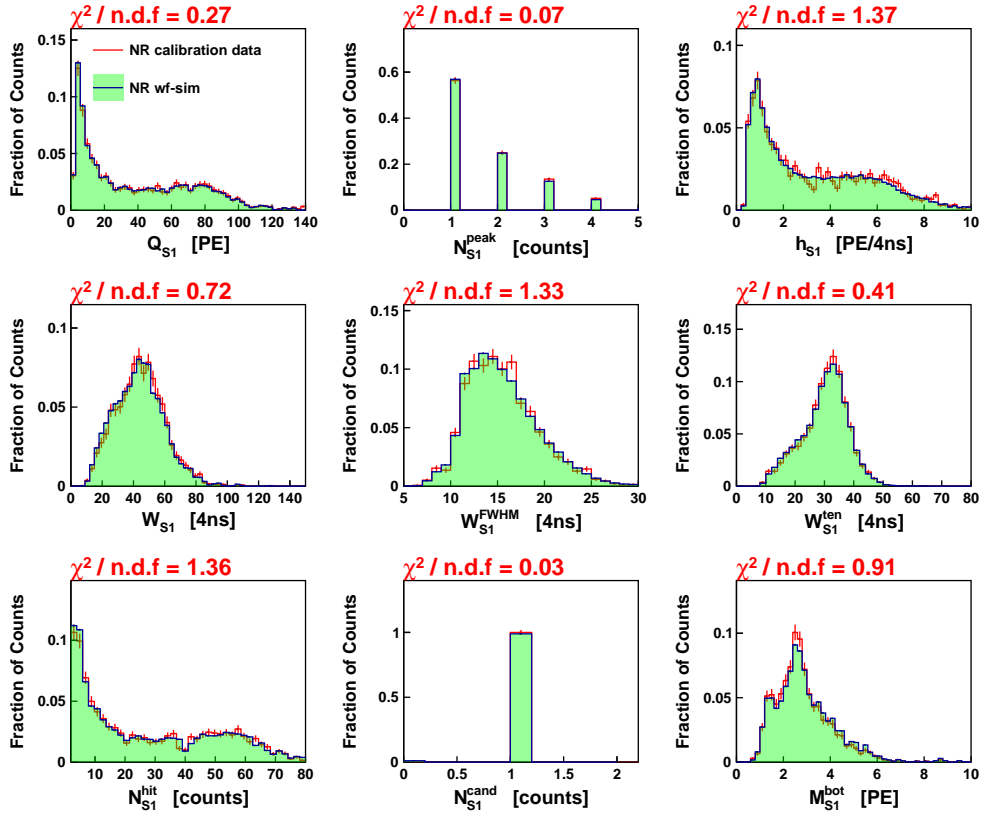 χ² / n.d.f = 0.27
Fraction of Counts
0.15
0.1
0.05
0
NR calibration data
NR wf-sim
0 20 40 60 80 100 120 140
Q_S1 [PE]
χ² / n.d.f = 0.07
Fraction of Counts
0.6
0.4
0.2
0
0 1 2 3 4 5
N_S1^peak [counts]
χ² / n.d.f = 1.37
Fraction of Counts
0.1
0.05
0
0 2 4 6 8 10
h_S1 [PE/4ns]
χ² / n.d.f = 0.72
Fraction of Counts
0.1
0.05
0
0 20 40 60 80 100 120 140
W_S1 [4ns]
χ² / n.d.f = 1.33
Fraction of Counts
0.15
0.1
0.05
0
5 10 15 20 25 30
W_S1^FWHM [4ns]
χ² / n.d.f = 0.41
Fraction of Counts
0.15
0.1
0.05
0
0 20 40 60 80
W_S1^ten [4ns]
χ² / n.d.f = 1.36
Fraction of Counts
0.1
0.05
0
10 20 30 40 50 60 70 80
N_S1^hit [counts]
χ² / n.d.f = 0.03
Fraction of Counts
1
0.5
0
0 0.5 1 1.5 2
N_S1^cand [counts]
χ² / n.d.f = 0.91
Fraction of Counts
0.1
0.05
0
0 2 4 6 8 10
M_S1^bot [PE]